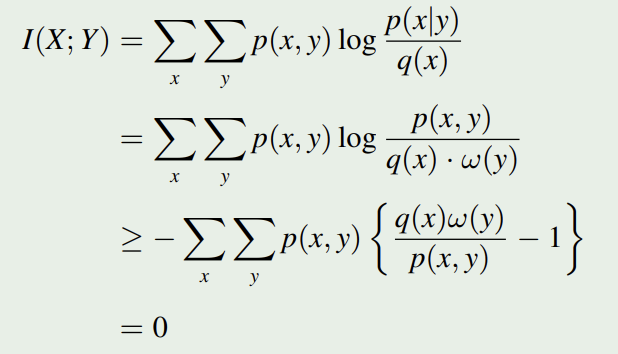 I(X; Y) = ∑_x ∑_y p(x, y) log p(x|y) / q(x)
= ∑_x ∑_y p(x, y) log p(x, y) / q(x) · ω(y)
≥ − ∑_x ∑_y p(x, y) { q(x)ω(y) / p(x, y) − 1 }
= 0